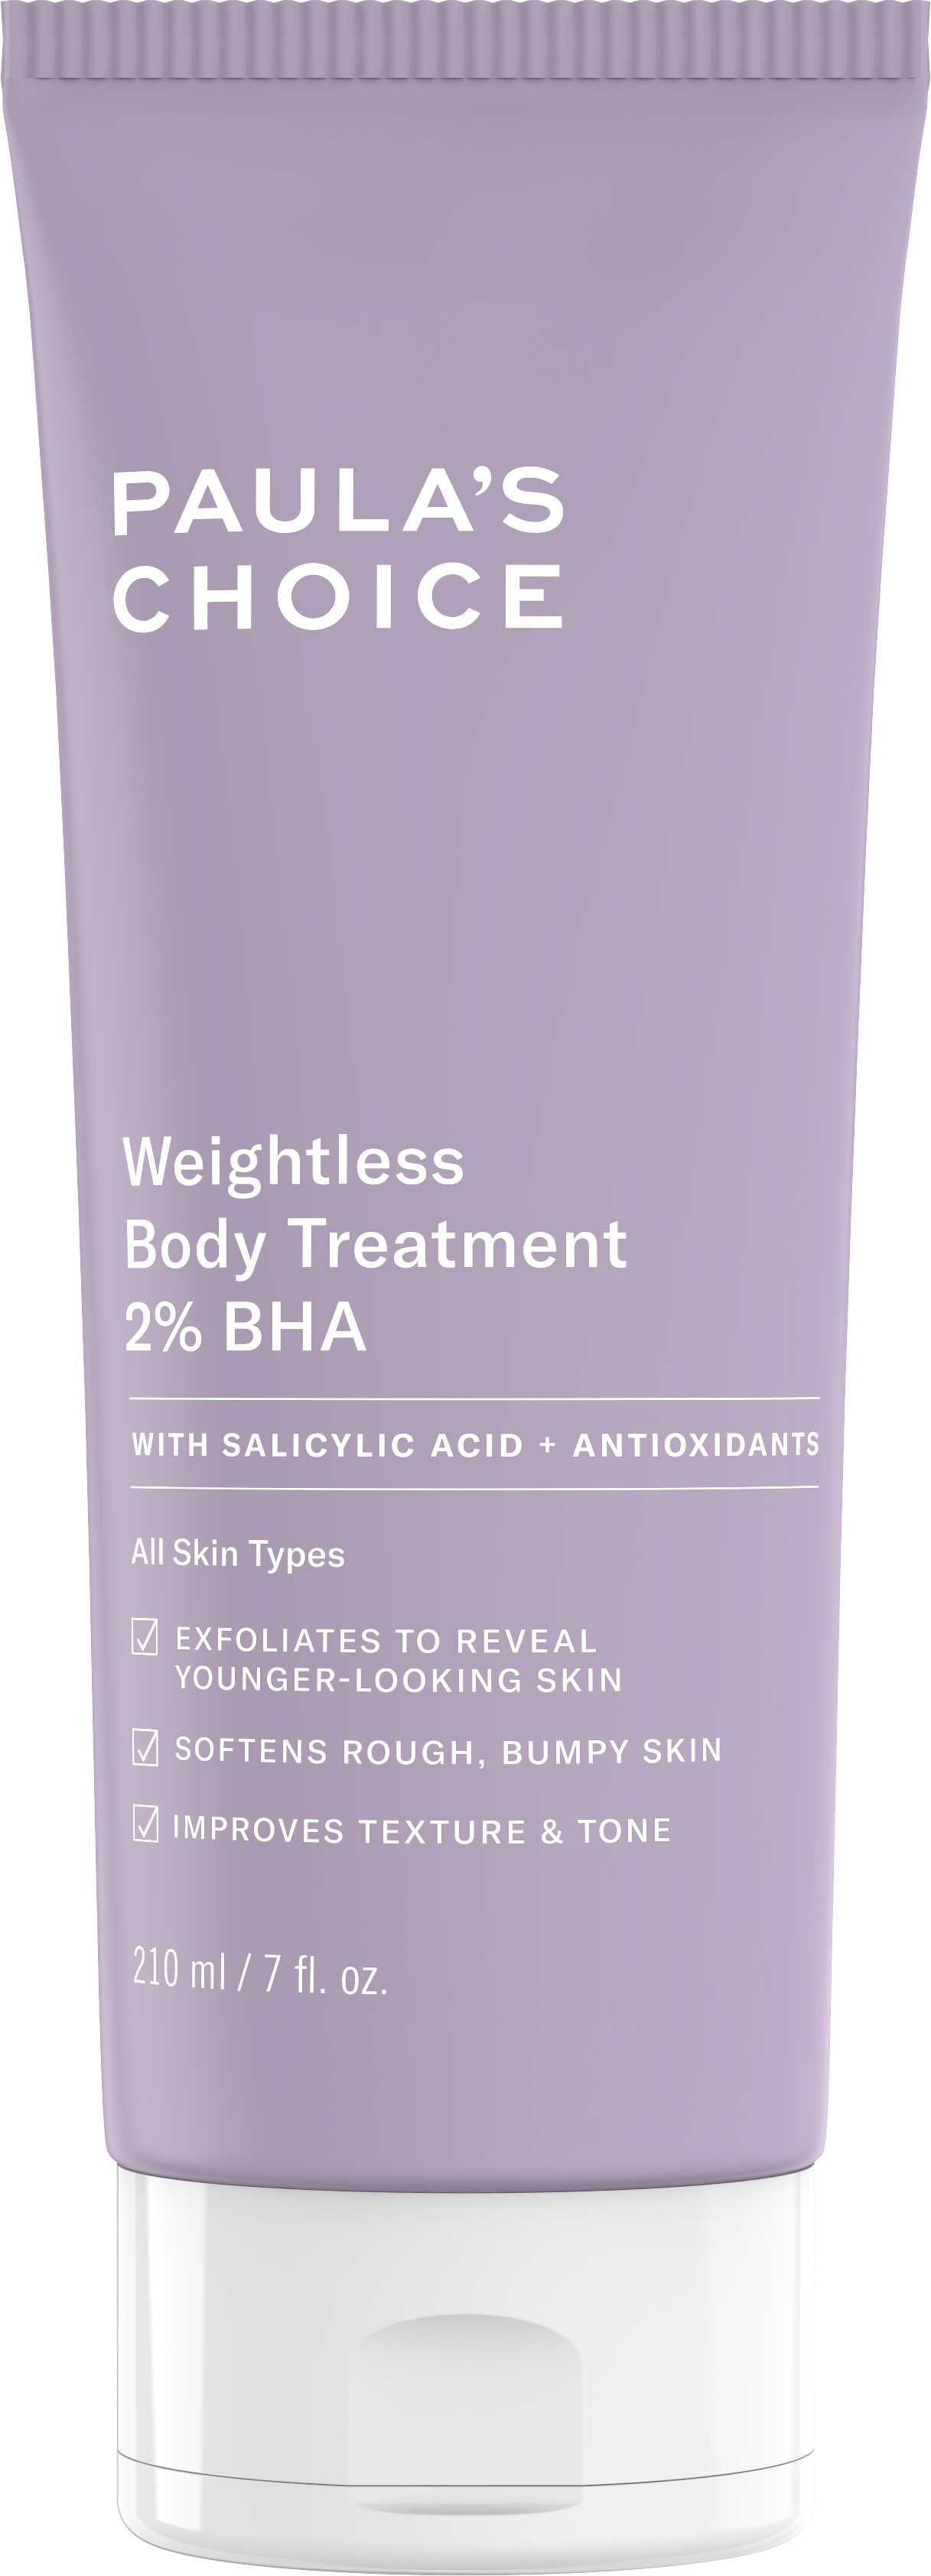 PAULA'S
CHOICE
Weightless
Body Treatment
2% BHA
WITH SALICYLIC ACID + ANTIOXIDANTS
All Skin Types
☑ EXFOLIATES TO REVEAL
YOUNGER-LOOKING SKIN
☑ SOFTENS ROUGH, BUMPY SKIN
☑ IMPROVES TEXTURE & TONE
210 ml / 7 fl. oz.